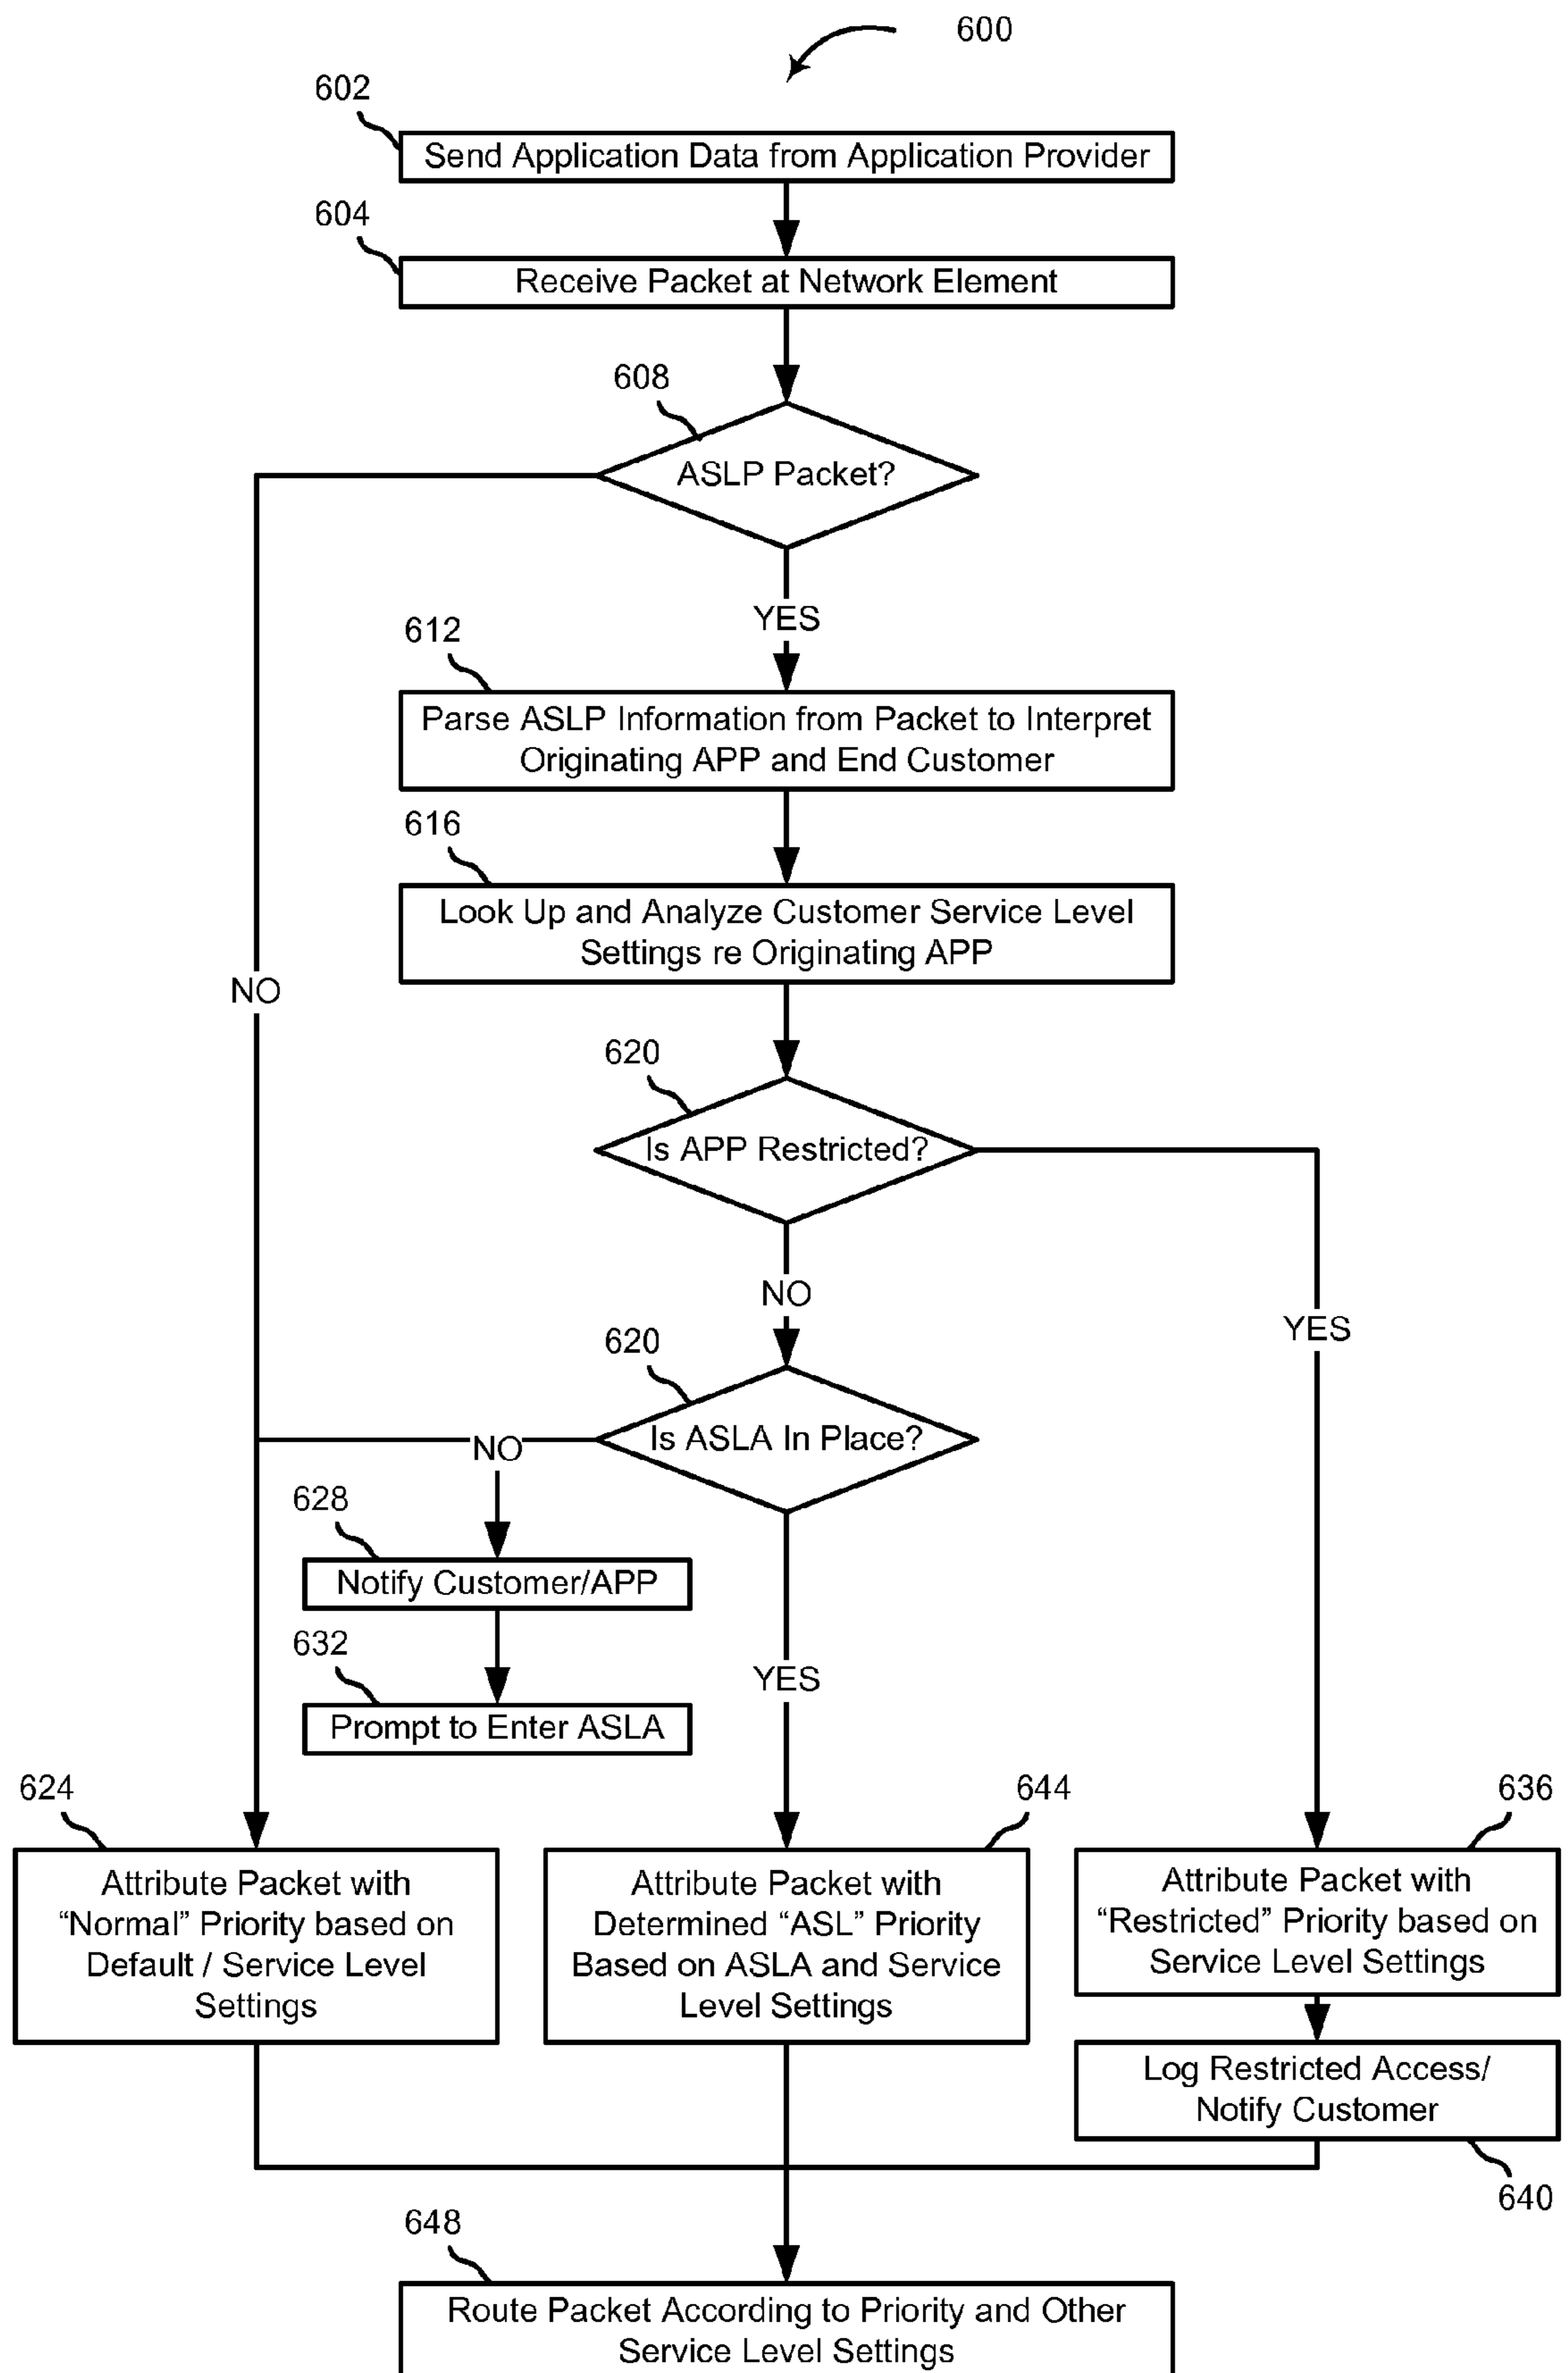 600
602
Send Application Data from Application Provider
604
Receive Packet at Network Element
608
ASLP Packet?
YES
612
Parse ASLP Information from Packet to Interpret
Originating APP and End Customer
616
Look Up and Analyze Customer Service Level
Settings re Originating APP
NO
620
Is APP Restricted?
NO
YES
620
Is ASLA In Place?
NO
628
Notify Customer/APP
632
Prompt to Enter ASLA
YES
624
Attribute Packet with
“Normal” Priority based on
Default / Service Level
Settings
644
Attribute Packet with
Determined “ASL” Priority
Based on ASLA and Service
Level Settings
636
Attribute Packet with
“Restricted” Priority based on
Service Level Settings
Log Restricted Access/
Notify Customer
640
648
Route Packet According to Priority and Other
Service Level Settings